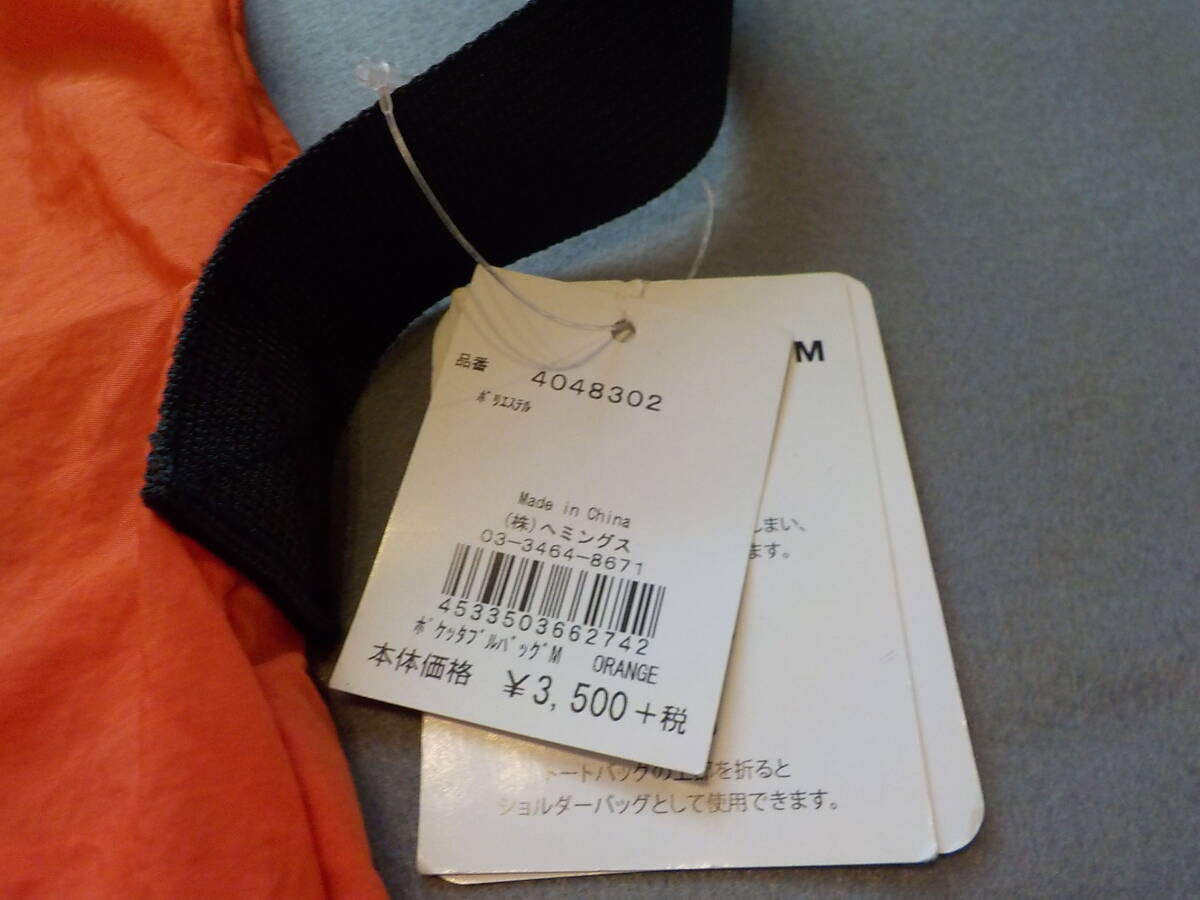 品番 4048302
ポリエステル
Made in China
(株)ヘミングス
03-3464-8671
4533503662742
ポケッタブルバッグM ORANGE
本体価格 ¥3,500+税
M
しまい、
ます。
トートバッグの上部を折ると
ショルダーバッグとして使用できます。